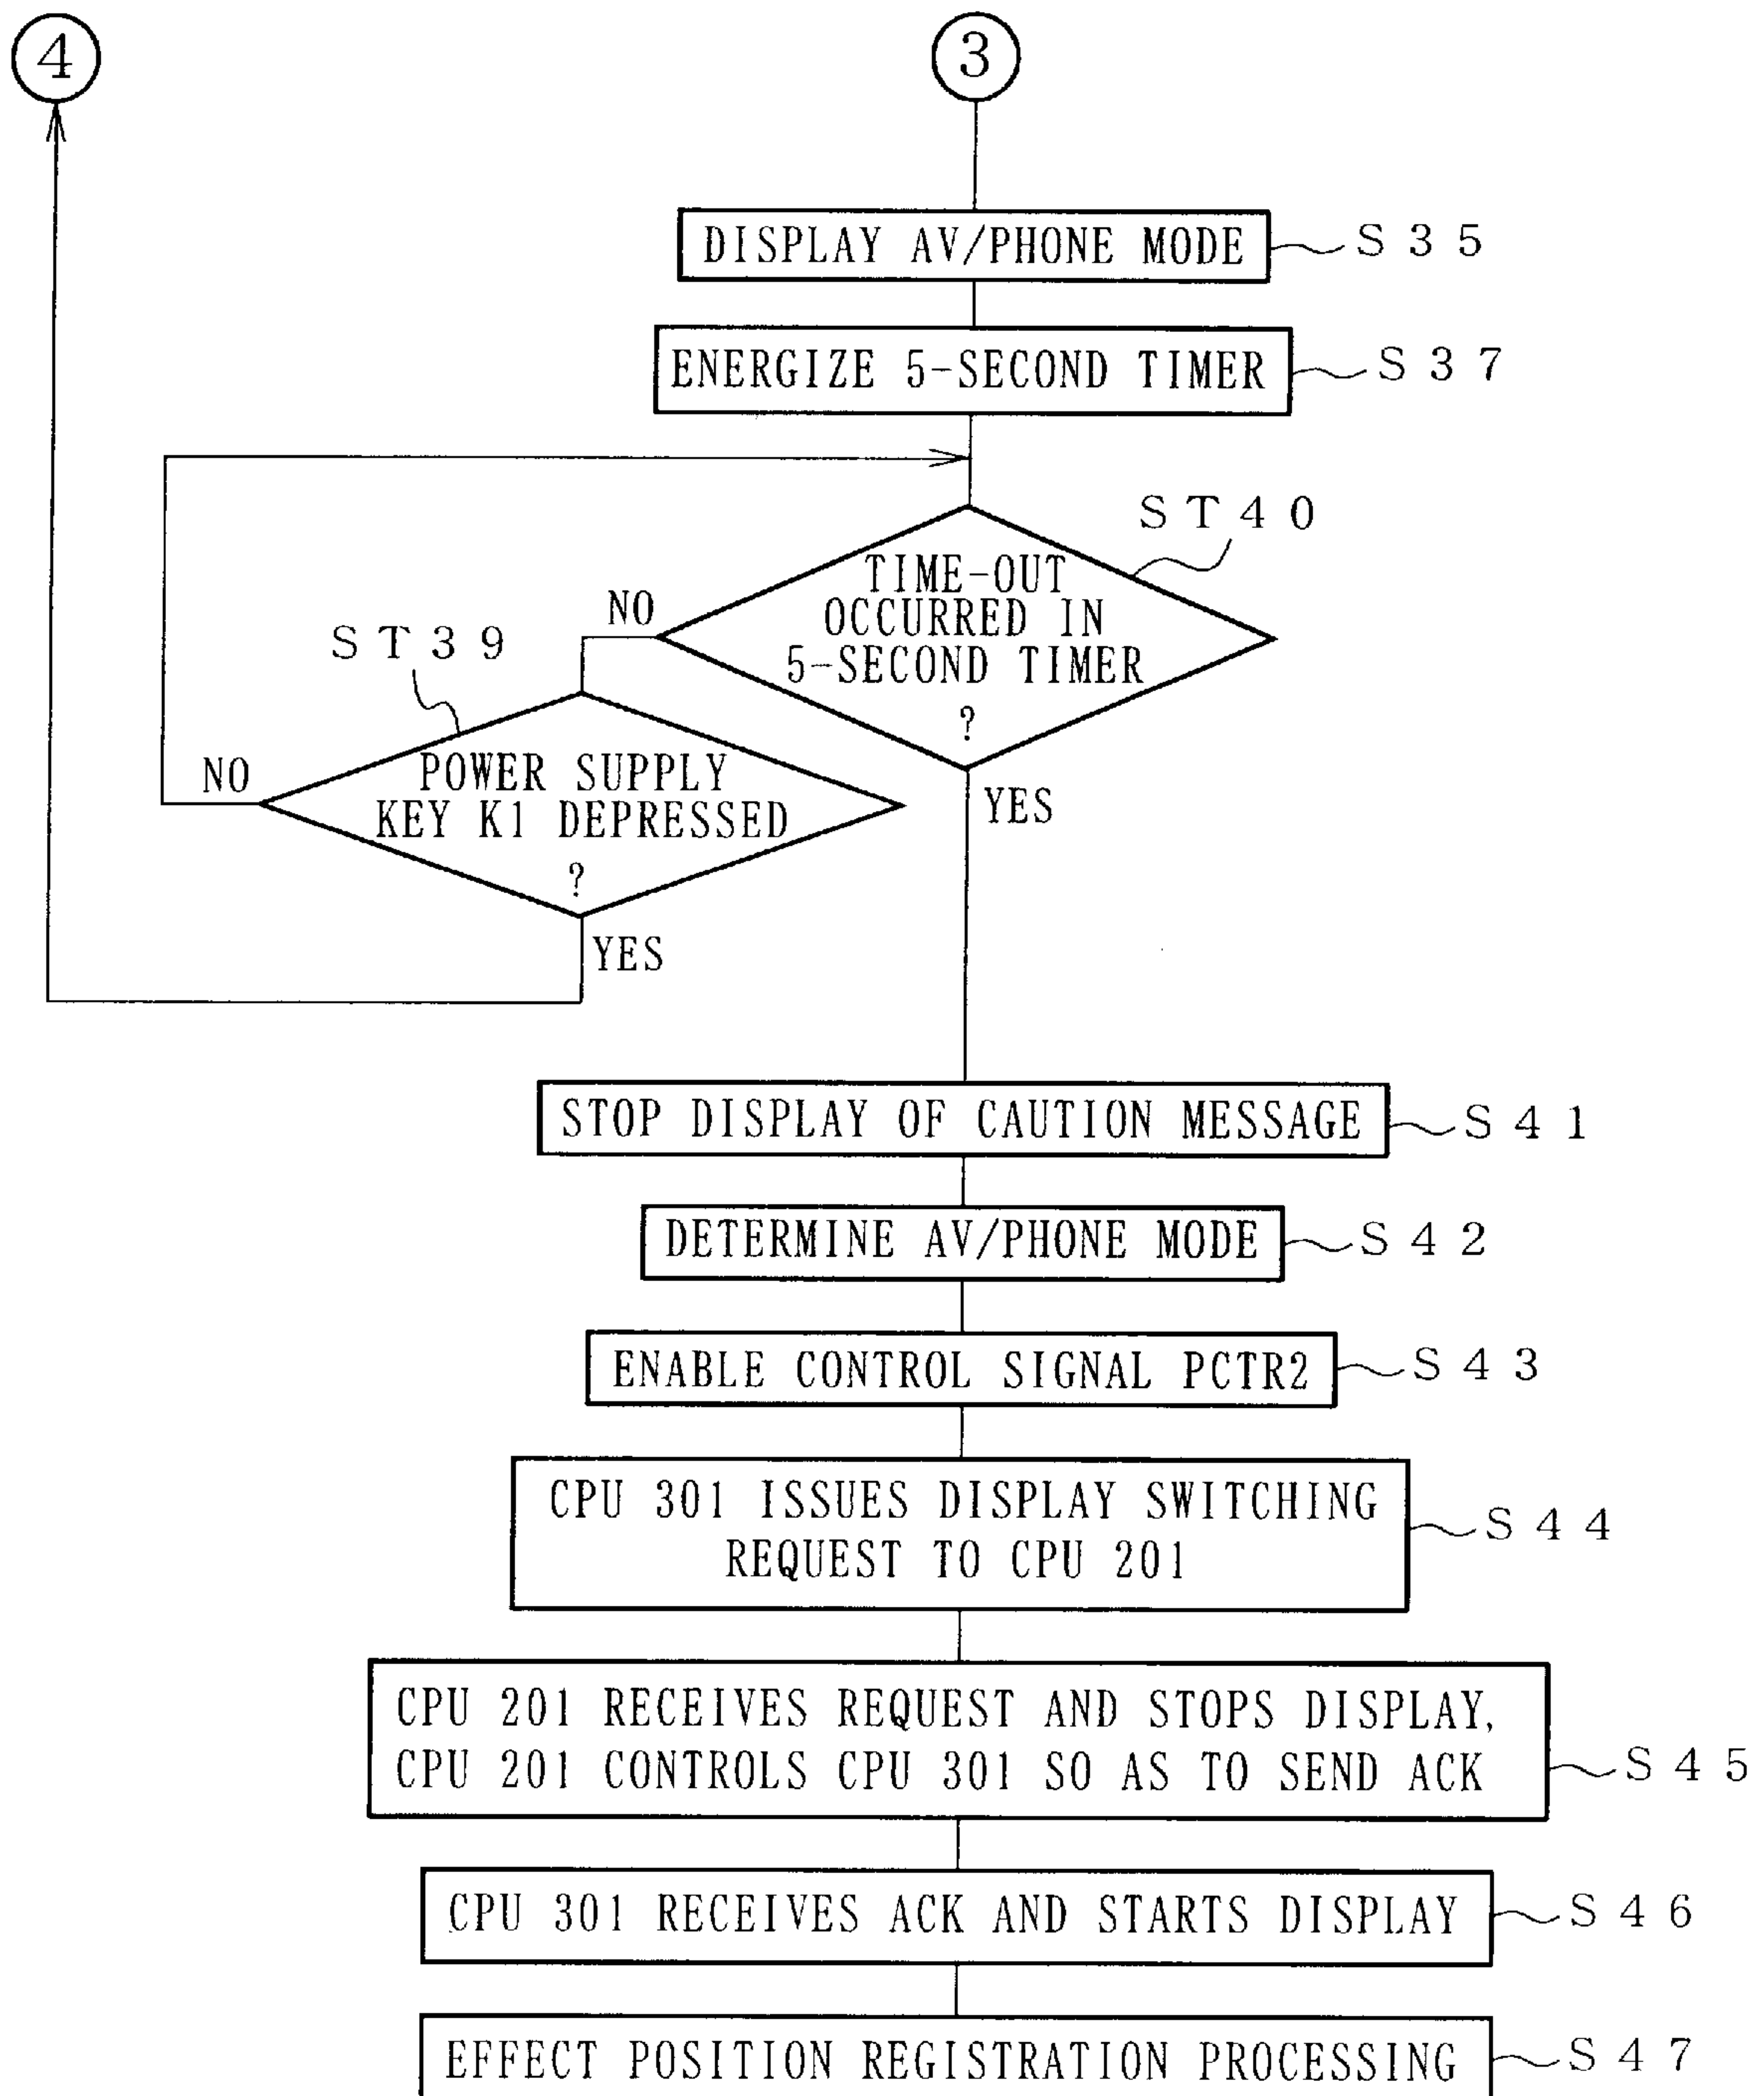 4
3
DISPLAY AV/PHONE MODE
S35
ENERGIZE 5-SECOND TIMER
S37
ST40
TIME-OUT
OCCURRED IN
5-SECOND TIMER
?
NO
YES
ST39
POWER SUPPLY
KEY K1 DEPRESSED
?
NO
YES
STOP DISPLAY OF CAUTION MESSAGE
S41
DETERMINE AV/PHONE MODE
S42
ENABLE CONTROL SIGNAL PCTR2
S43
CPU 301 ISSUES DISPLAY SWITCHING
REQUEST TO CPU 201
S44
CPU 201 RECEIVES REQUEST AND STOPS DISPLAY,
CPU 201 CONTROLS CPU 301 SO AS TO SEND ACK
S45
CPU 301 RECEIVES ACK AND STARTS DISPLAY
S46
EFFECT POSITION REGISTRATION PROCESSING
S47